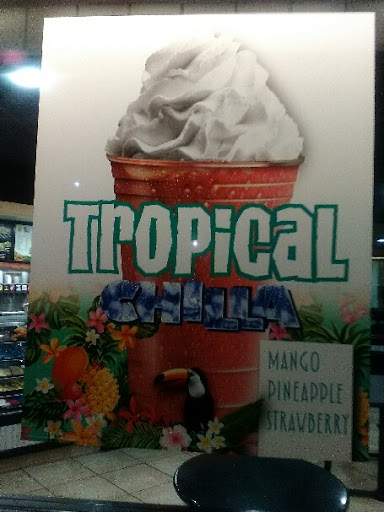 TROPICAL
CHILLA
MANGO
PINEAPPLE
STRAWBERRY